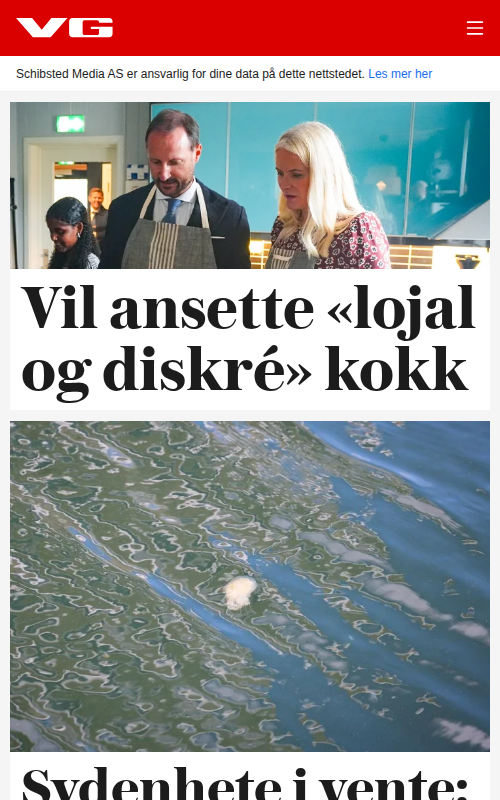 VG
Schibsted Media AS er ansvarlig for dine data på dette nettstedet. Les mer her
Vil ansette «lojal
og diskré» kokk
Sydenhete i vente: